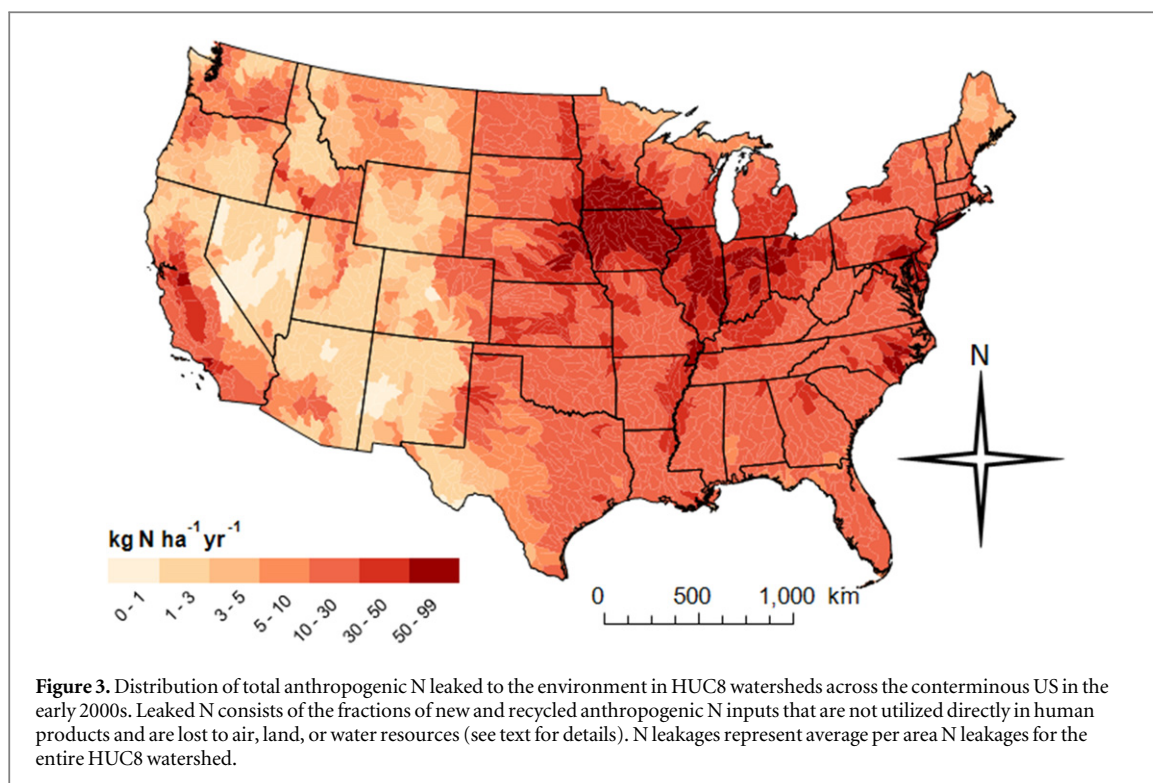 N
kg N ha⁻¹ yr⁻¹
0 - 1
1 - 3
3 - 5
5 - 10
10 - 30
30 - 50
50 - 99
0 500 1,000 km
Figure 3. Distribution of total anthropogenic N leaked to the environment in HUC8 watersheds across the conterminous US in the
early 2000s. Leaked N consists of the fractions of new and recycled anthropogenic N inputs that are not utilized directly in human
products and are lost to air, land, or water resources (see text for details). N leakages represent average per area N leakages for the
entire HUC8 watershed.